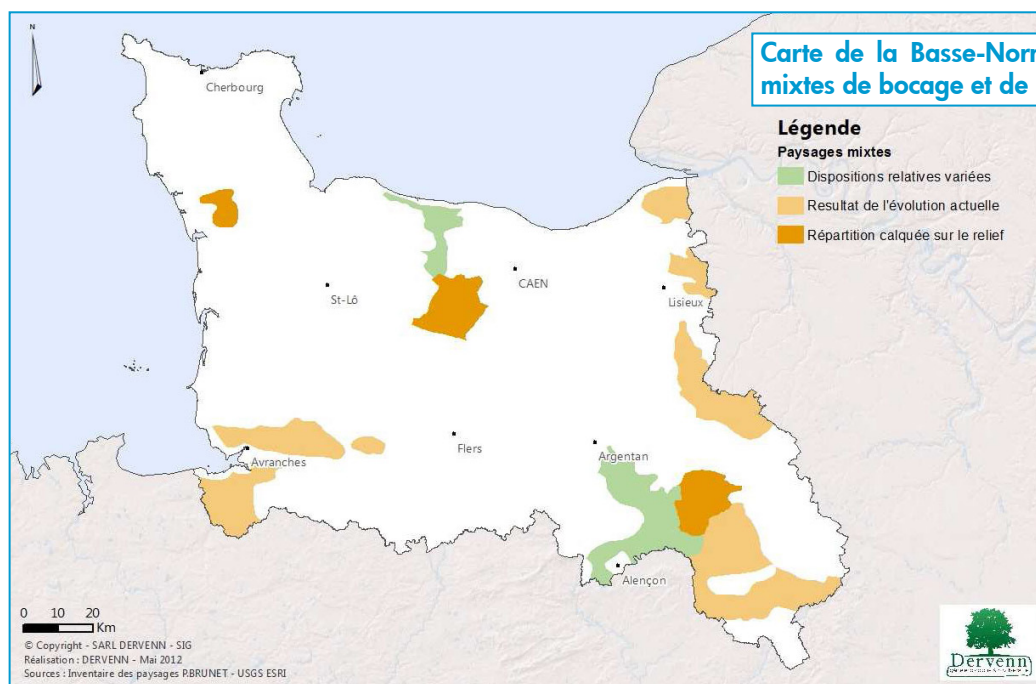 Carte de la Basse-Nor
mixtes de bocage et de
Légende
Paysages mixtes
Dispositions relatives variées
Resultat de l'évolution actuelle
Répartition calquée sur le relief
N
Cherbourg
St-Lô
CAEN
Lisieux
Avranches
Flers
Argentan
Alençon
0 10 20
Km
© Copyright - SARL DERVENN - SIG
Réalisation : DERVENN - Mai 2012
Sources : Inventaire des paysages P.BRUNET - USGS ESRI
Dervenn